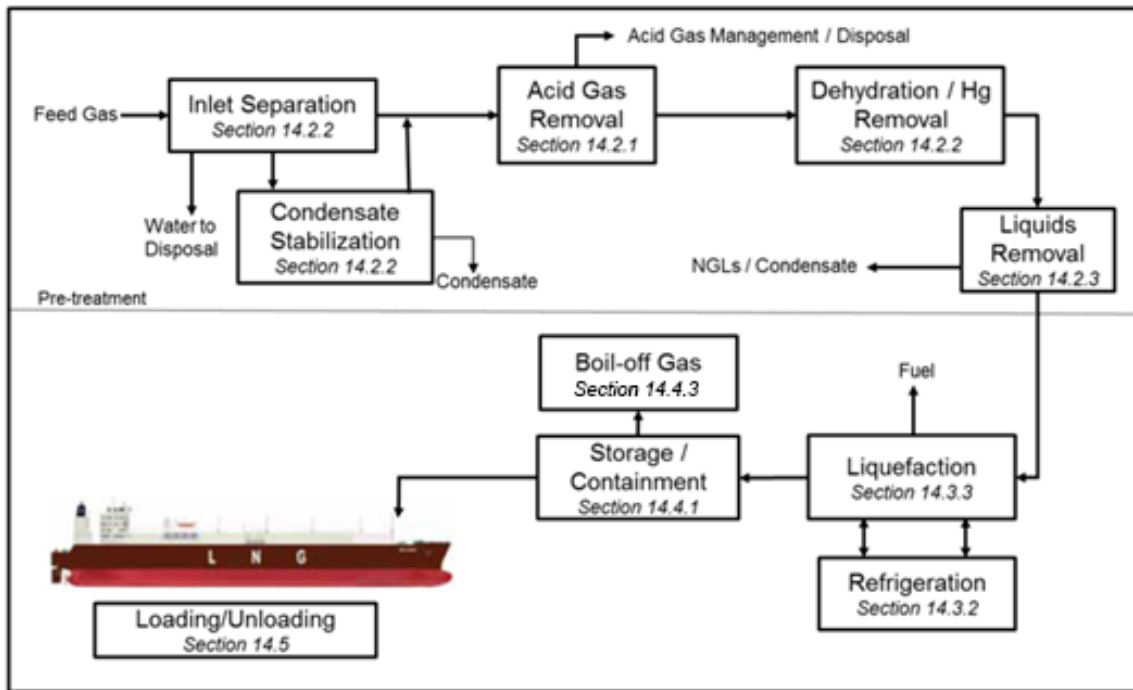 Acid Gas Management / Disposal
Feed Gas
Inlet Separation
Section 14.2.2
Acid Gas
Removal
Section 14.2.1
Dehydration / Hg
Removal
Section 14.2.2
Water to
Disposal
Condensate
Stabilization
Section 14.2.2
Condensate
NGLs / Condensate
Liquids
Removal
Section 14.2.3
Pre-treatment
Boil-off Gas
Section 14.4.3
Fuel
Storage /
Containment
Section 14.4.1
Liquefaction
Section 14.3.3
L N G
Refrigeration
Section 14.3.2
Loading/Unloading
Section 14.5